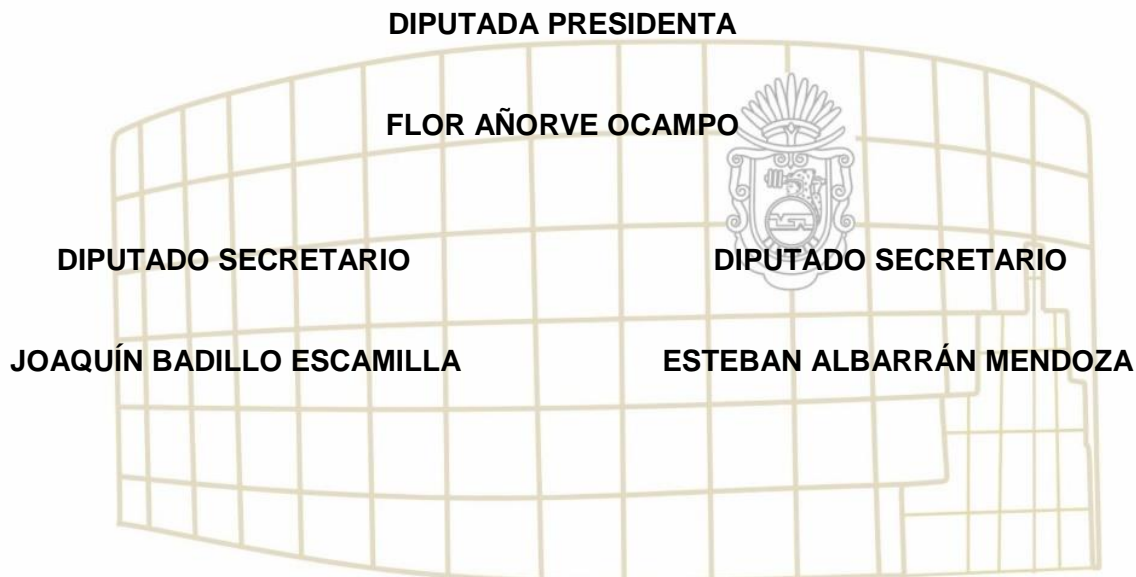 DIPUTADA PRESIDENTA
FLOR AÑORVE OCAMPO
DIPUTADO SECRETARIO
DIPUTADO SECRETARIO
JOAQUÍN BADILLO ESCAMILLA
ESTEBAN ALBARRÁN MENDOZA